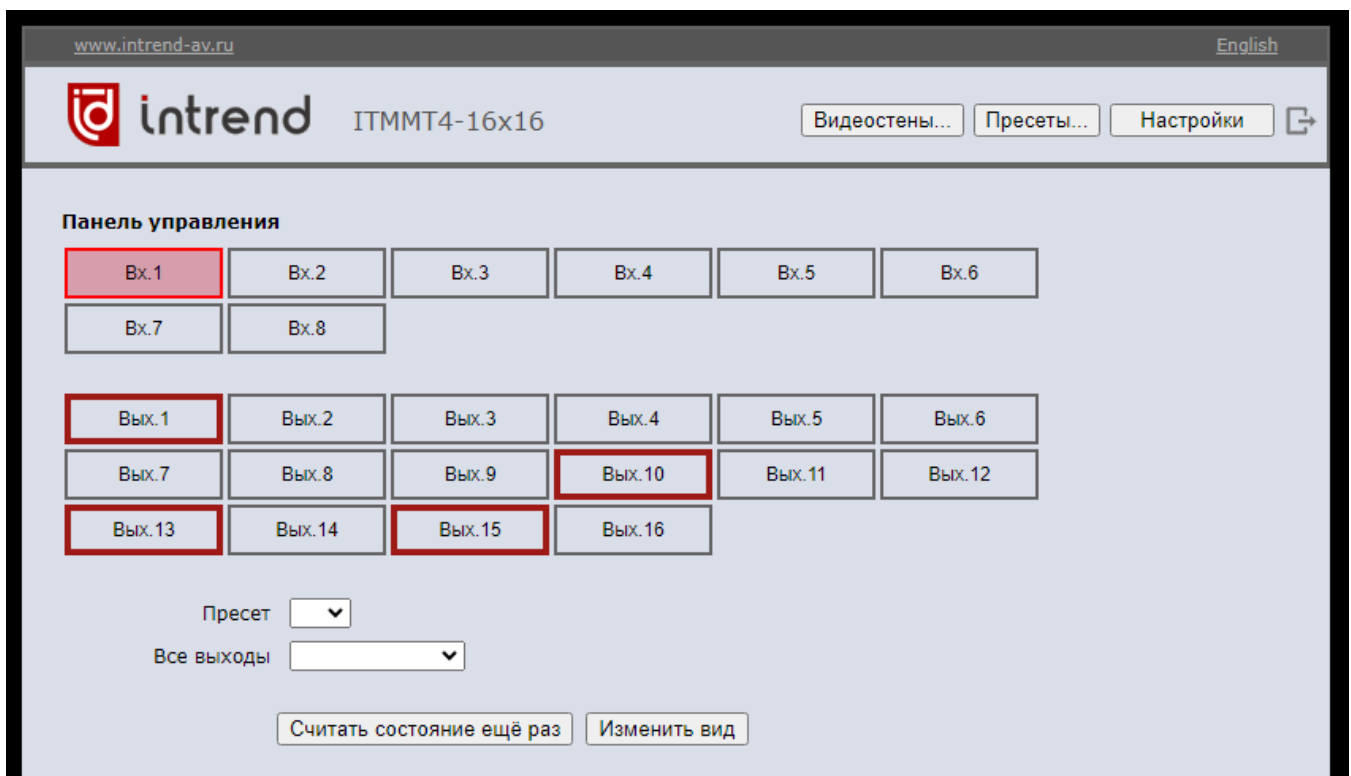 www.intrend-av.ru English
id intrend ITMMT4-16x16 Видеостены... Пресеты... Настройки
Панель управления
Вх.1 Вх.2 Вх.3 Вх.4 Вх.5 Вх.6
Вх.7 Вх.8
Вых.1 Вых.2 Вых.3 Вых.4 Вых.5 Вых.6
Вых.7 Вых.8 Вых.9 Вых.10 Вых.11 Вых.12
Вых.13 Вых.14 Вых.15 Вых.16
Пресет
Все выходы
Считать состояние ещё раз Изменить вид